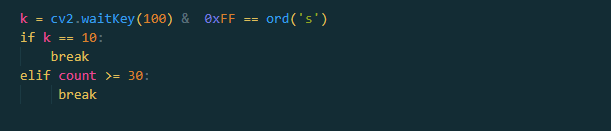 k = cv2.waitKey(100) &  0xFF == ord('s')
if k == 10:
    break
elif count >= 30:
     break